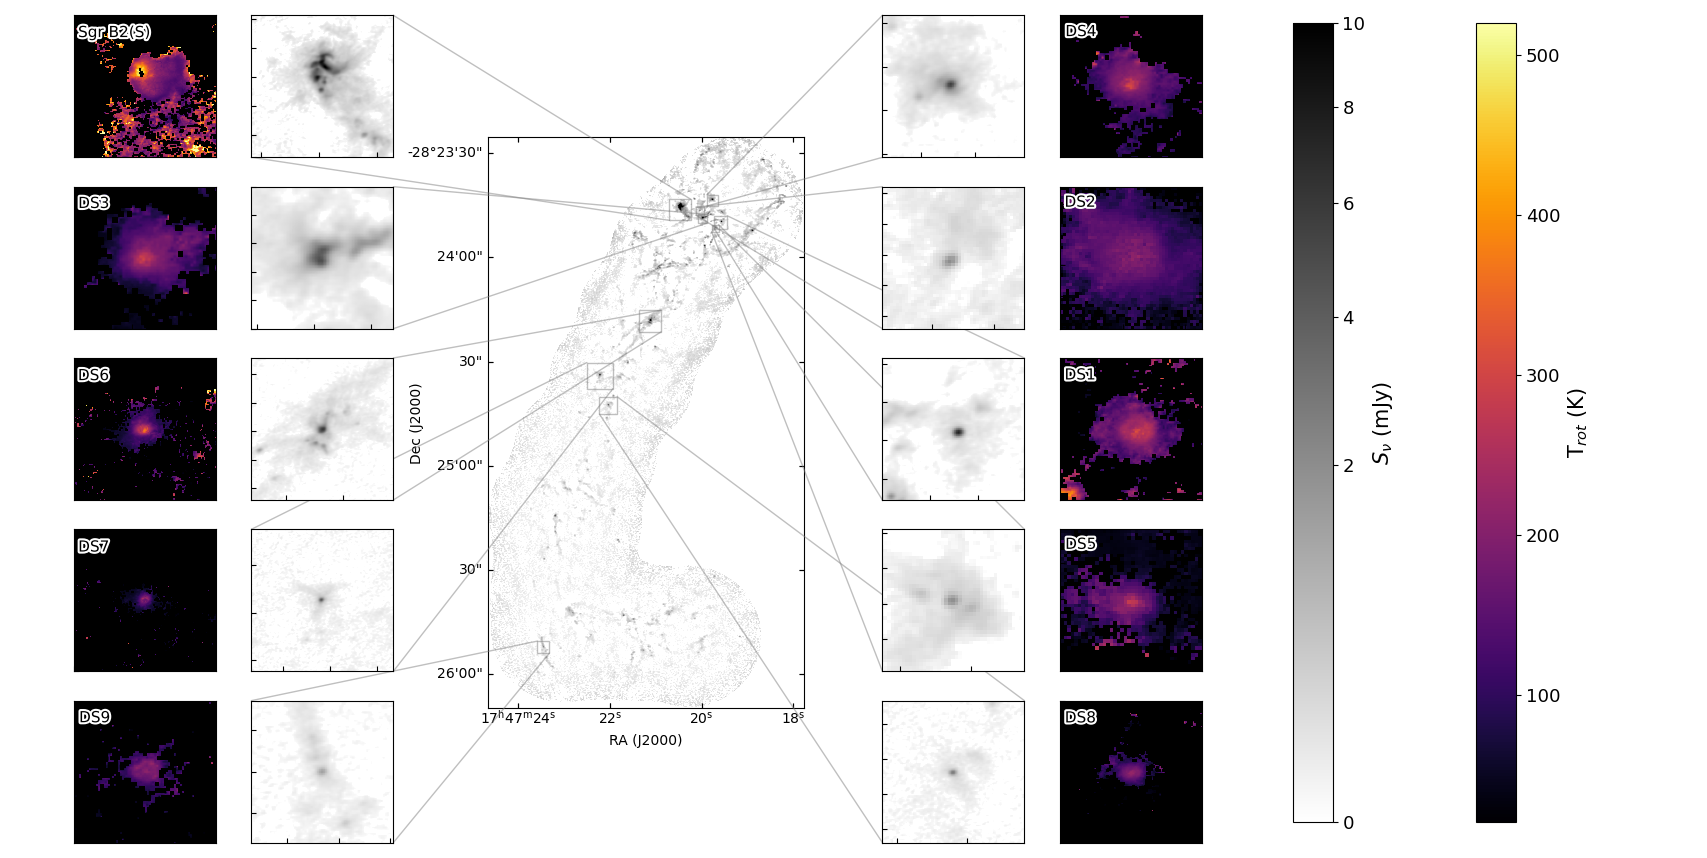 Sgr B2(S)
DS3
DS6
DS7
DS9
-28°23'30"
24'00"
30"
25'00"
30"
26'00"
Dec (J2000)
17ʰ47ᵐ24ˢ
22ˢ
20ˢ
18ˢ
RA (J2000)
DS4
DS2
DS1
DS5
DS8
10
8
6
4
2
0
Sᵥ (mJy)
500
400
300
200
100
Tᵣₒₜ (K)